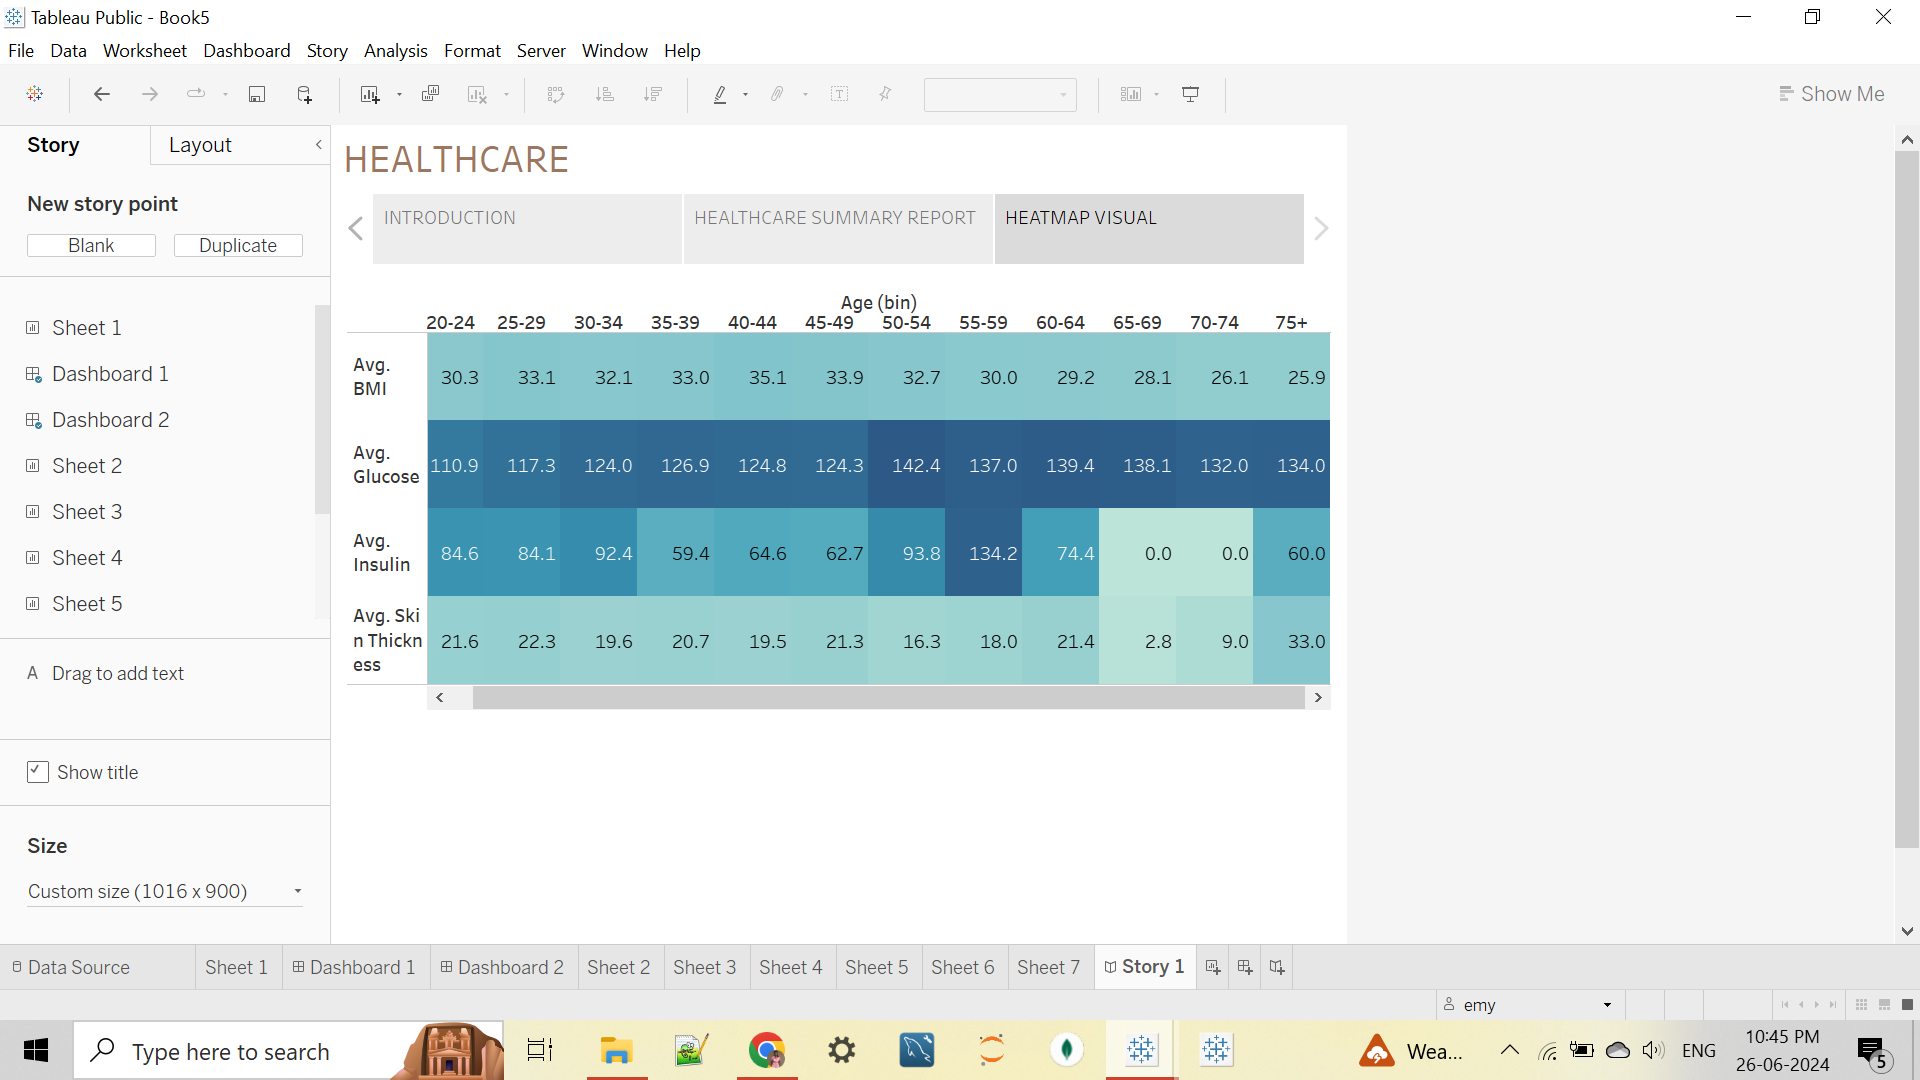 Tableau Public - Book5
File Data Worksheet Dashboard Story Analysis Format Server Window Help
Show Me
Story Layout
New story point
Blank Duplicate
Sheet 1
Dashboard 1
Dashboard 2
Sheet 2
Sheet 3
Sheet 4
Sheet 5
A Drag to add text
Show title
Size
Custom size (1016 x 900)
HEALTHCARE
INTRODUCTION HEALTHCARE SUMMARY REPORT HEATMAP VISUAL
Age (bin)
20-24 25-29 30-34 35-39 40-44 45-49 50-54 55-59 60-64 65-69 70-74 75+
Avg.
BMI
30.3 33.1 32.1 33.0 35.1 33.9 32.7 30.0 29.2 28.1 26.1 25.9
Avg.
Glucose
110.9 117.3 124.0 126.9 124.8 124.3 142.4 137.0 139.4 138.1 132.0 134.0
Avg.
Insulin
84.6 84.1 92.4 59.4 64.6 62.7 93.8 134.2 74.4 0.0 0.0 60.0
Avg. Ski
n Thickn
ess
21.6 22.3 19.6 20.7 19.5 21.3 16.3 18.0 21.4 2.8 9.0 33.0
Data Source Sheet 1 Dashboard 1 Dashboard 2 Sheet 2 Sheet 3 Sheet 4 Sheet 5 Sheet 6 Sheet 7 Story 1
emy
Type here to search
Wea...
ENG
10:45 PM
26-06-2024
5